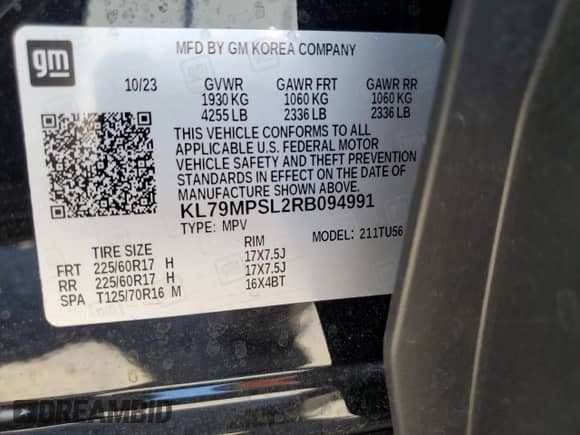 gm
MFD BY GM KOREA COMPANY
10/23 GVWR GAWR FRT GAWR RR
1930 KG 1060 KG 1060 KG
4255 LB 2336 LB 2336 LB
THIS VEHICLE CONFORMS TO ALL
APPLICABLE U.S. FEDERAL MOTOR
VEHICLE SAFETY AND THEFT PREVENTION
STANDARDS IN EFFECT ON THE DATE OF
MANUFACTURE SHOWN ABOVE.
KL79MPSL2RB094991
TYPE: MPV MODEL: 211TU56
TIRE SIZE RIM
FRT 225/60R17 H 17X7.5J
RR 225/60R17 H 17X7.5J
SPA T125/70R16 M 16X4BT
DREAMBID